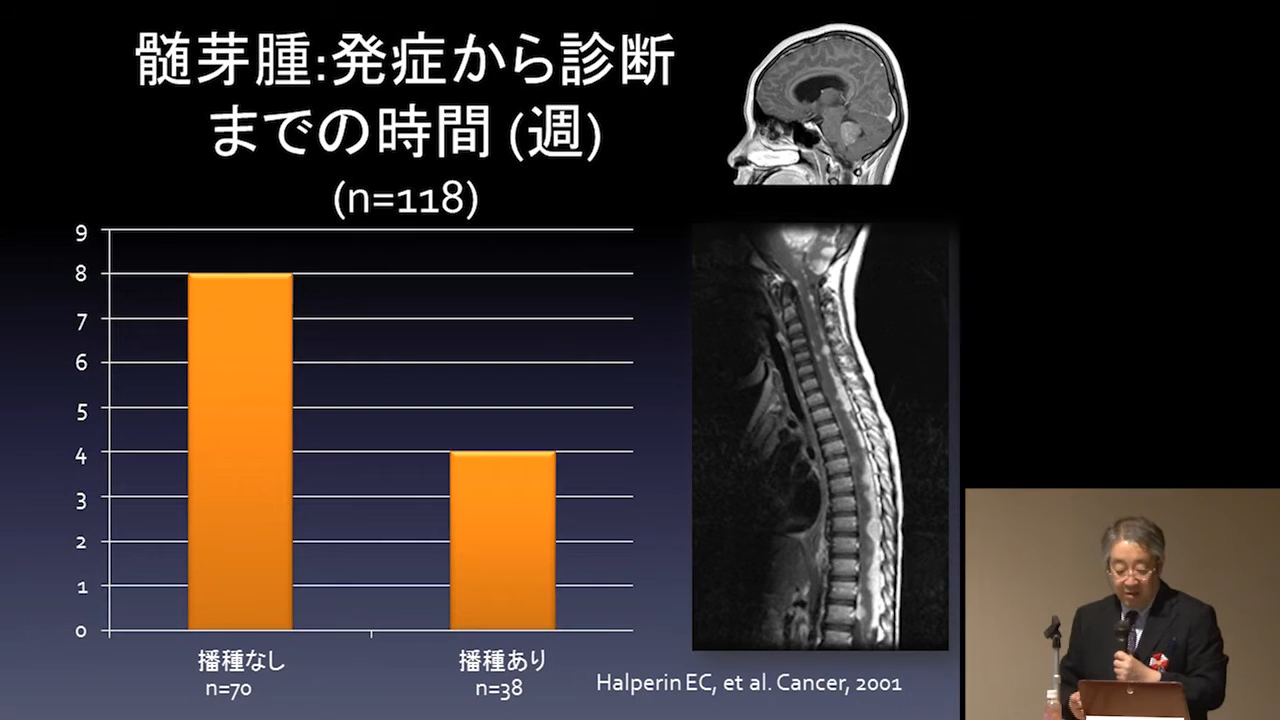 髄芽腫:発症から診断
までの時間 (週)
(n=118)
9
8
7
6
5
4
3
2
1
0
播種なし
n=70
播種あり
n=38
Halperin EC, et al. Cancer, 2001